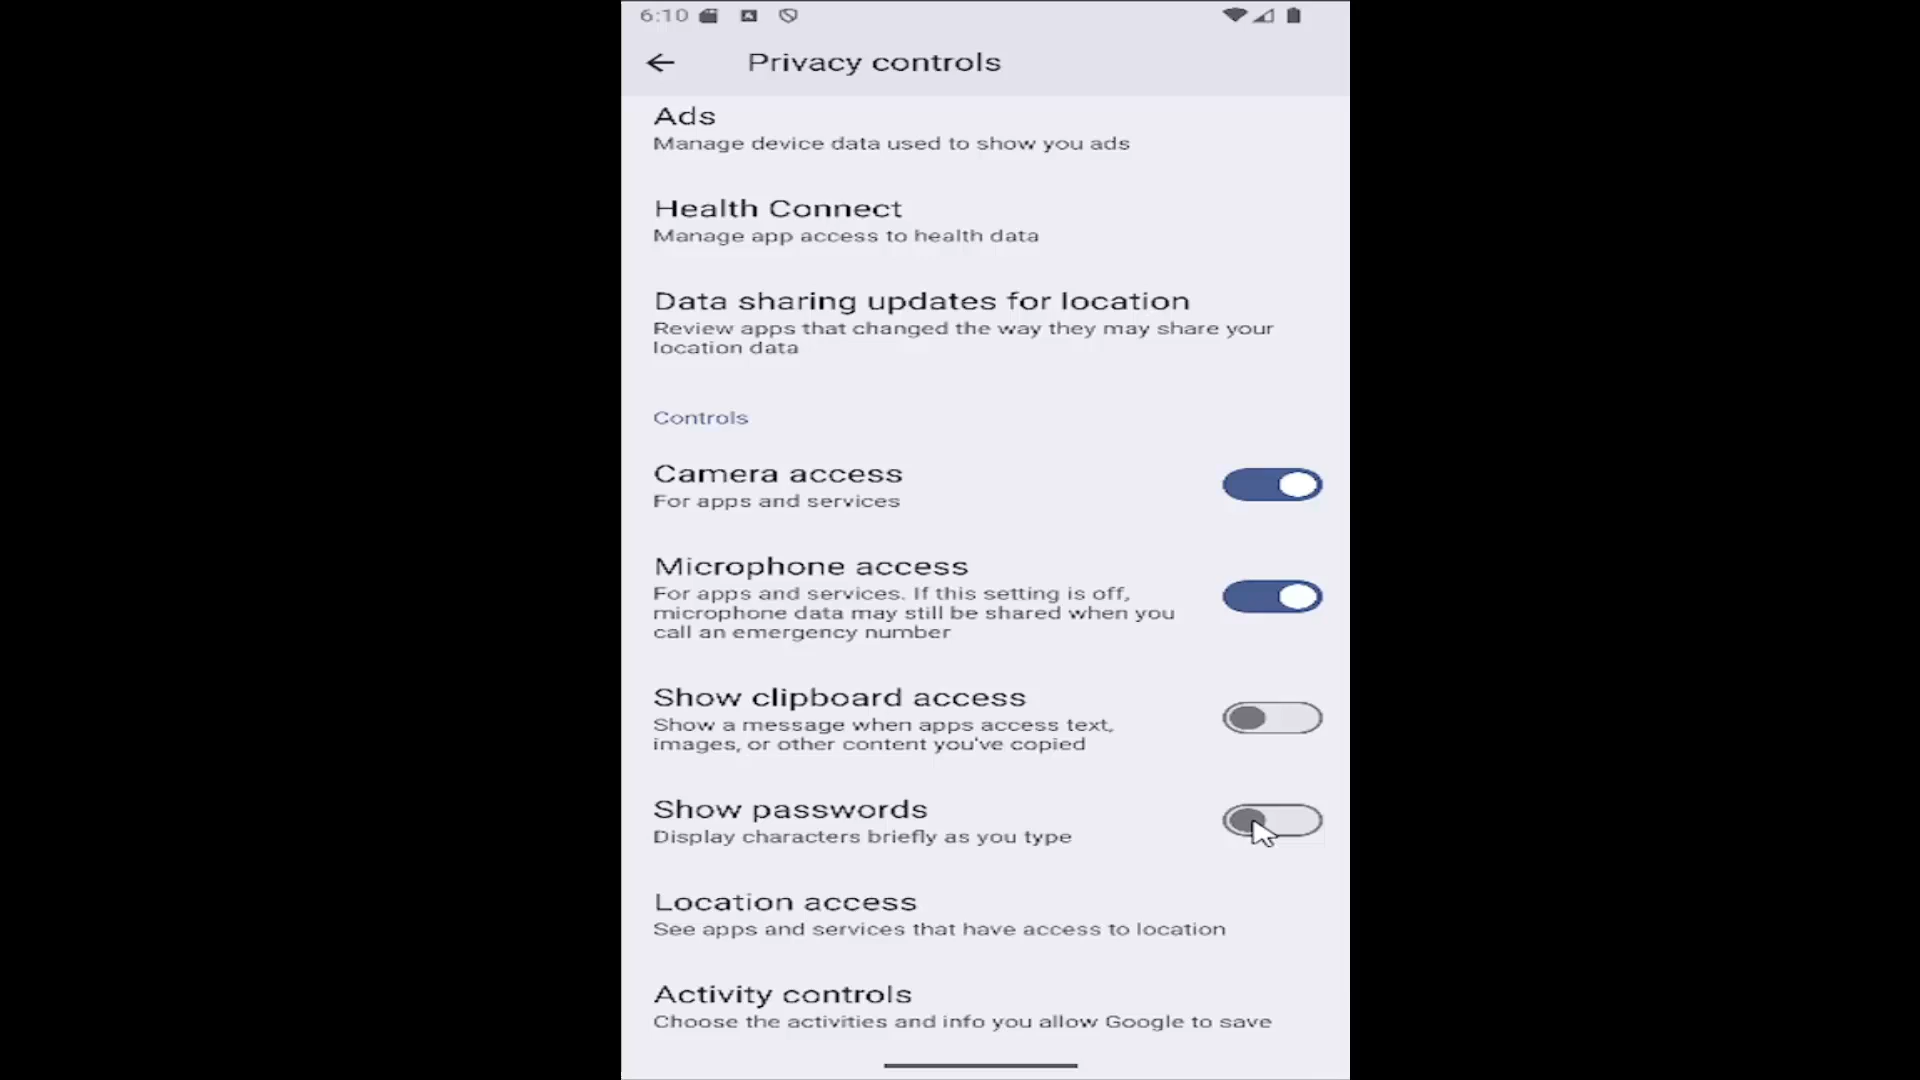 6:10
Privacy controls
Ads
Manage device data used to show you ads
Health Connect
Manage app access to health data
Data sharing updates for location
Review apps that changed the way they may share your
location data
Controls
Camera access
For apps and services
Microphone access
For apps and services. If this setting is off,
microphone data may still be shared when you
call an emergency number
Show clipboard access
Show a message when apps access text,
images, or other content you've copied
Show passwords
Display characters briefly as you type
Location access
See apps and services that have access to location
Activity controls
Choose the activities and info you allow Google to save